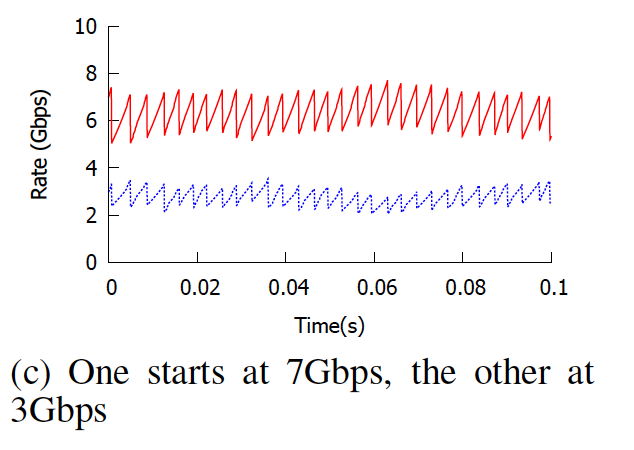 10
8
6
4
2
0
Rate (Gbps)
0 0.02 0.04 0.06 0.08 0.1
Time(s)
(c) One starts at 7Gbps, the other at
3Gbps